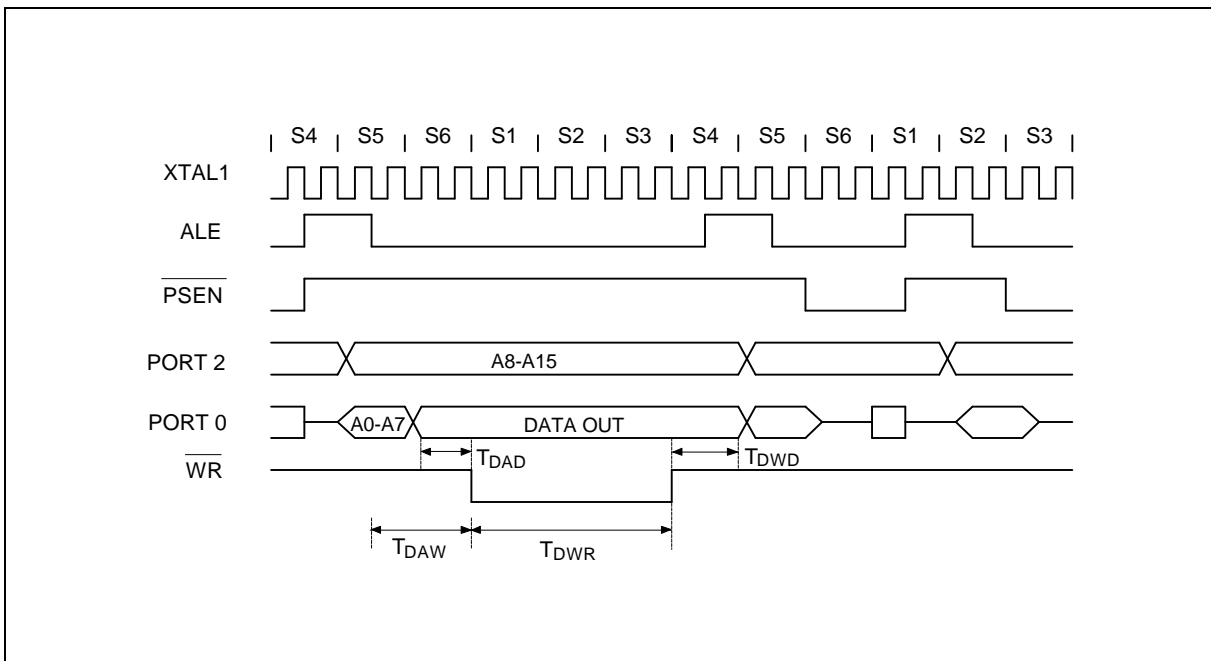 S4 S5 S6 S1 S2 S3 S4 S5 S6 S1 S2 S3
XTAL1
ALE
PSEN
PORT 2 A8-A15
PORT 0 A0-A7 DATA OUT
WR TDAD TDWD
TDAW TDWR